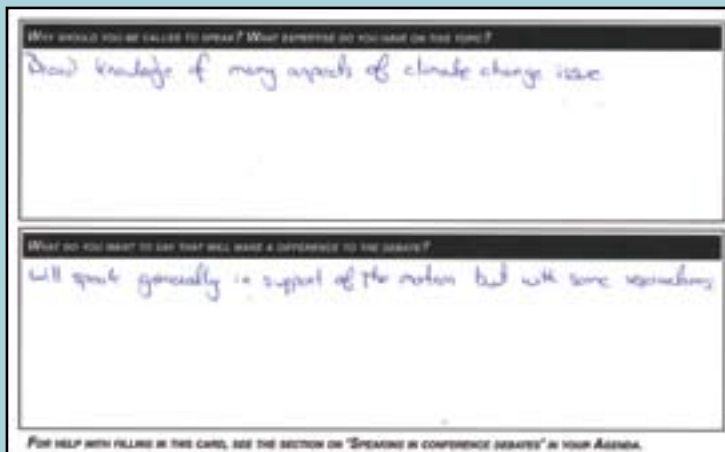 WHY SHOULD YOU BE CALLED TO SPEAK? WHAT EXPERTISE DO YOU HAVE ON THIS TOPIC?
Broad knowledge of many aspects of climate change issue
WHAT DO YOU WANT TO SAY THAT WILL MAKE A DIFFERENCE TO THE DEBATE?
will speak generally in support of the motion but with some reservations
FOR HELP WITH FILLING IN THIS CARD, SEE THE SECTION ON "SPEAKING IN CONFERENCE DEBATES" IN YOUR AGENDA.